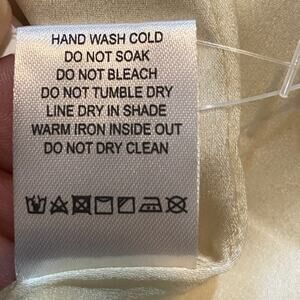 HAND WASH COLD
DO NOT SOAK
DO NOT BLEACH
DO NOT TUMBLE DRY
LINE DRY IN SHADE
WARM IRON INSIDE OUT
DO NOT DRY CLEAN